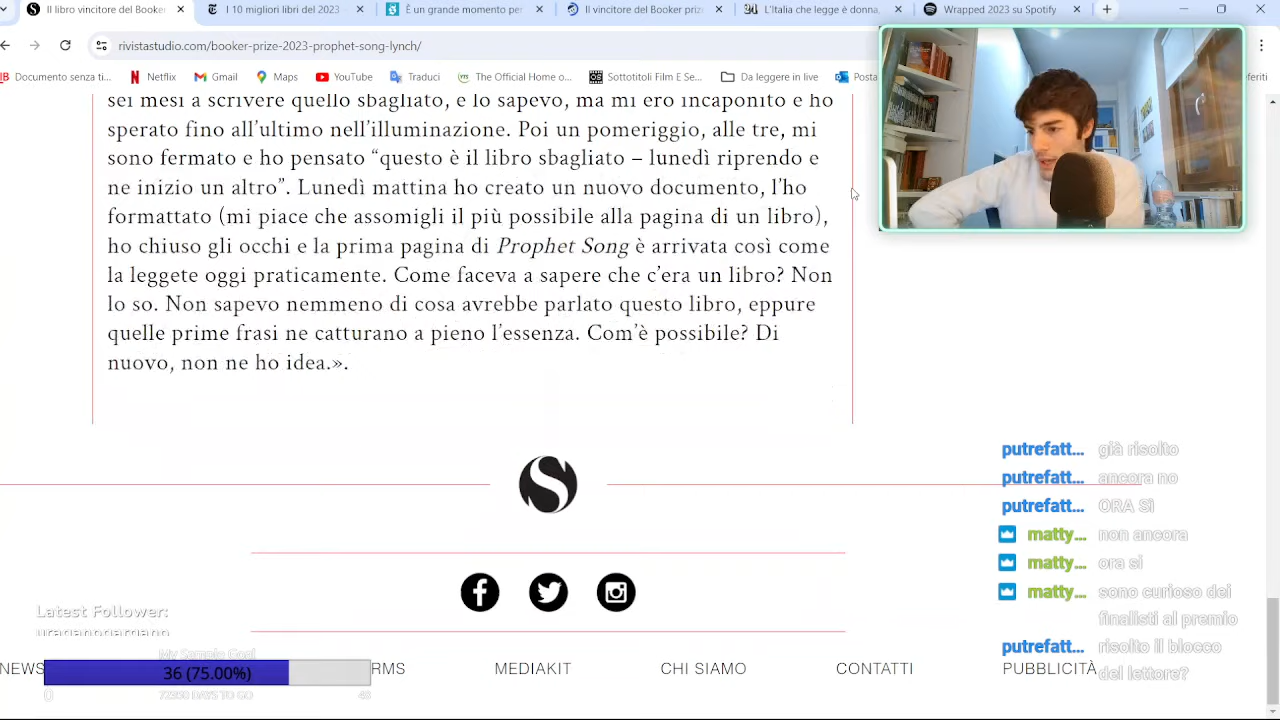 Il libro vincitore del Booker
I 10 migliori libri del 2023
È un grande momento per
Il vincitore del Booker prize
L'Italia che legge è donna.
Wrapped 2023 su Spotify
rivistastudio.com/booker-prize-2023-prophet-song-lynch/
Documento senza ti...
Netflix
Gmail
Maps
YouTube
Traduci
The Official Home o...
Sottotitoli Film E Se...
Da leggere in live
Posta
sei mesi a scrivere quello sbagliato, e lo sapevo, ma mi ero incaponito e ho
sperato fino all'ultimo nell'illuminazione. Poi un pomeriggio, alle tre, mi
sono fermato e ho pensato “questo è il libro sbagliato – lunedì riprendo e
ne inizio un altro”. Lunedì mattina ho creato un nuovo documento, l'ho
formattato (mi piace che assomigli il più possibile alla pagina di un libro),
ho chiuso gli occhi e la prima pagina di Prophet Song è arrivata così come
la leggete oggi praticamente. Come faceva a sapere che c'era un libro? Non
lo so. Non sapevo nemmeno di cosa avrebbe parlato questo libro, eppure
quelle prime frasi ne catturano a pieno l'essenza. Com'è possibile? Di
nuovo, non ne ho idea.».
putrefatt... già risolto
putrefatt... ancora no
putrefatt... ORA Sì
matty... non ancora
matty... ora si
matty... sono curioso dei
finalisti al premio
putrefatt... risolto il blocco
del lettore?
Latest Follower:
My Sample Goal
36 (75.00%)
NEWS
RMS
MEDIAKIT
CHI SIAMO
CONTATTI
PUBBLICITÀ